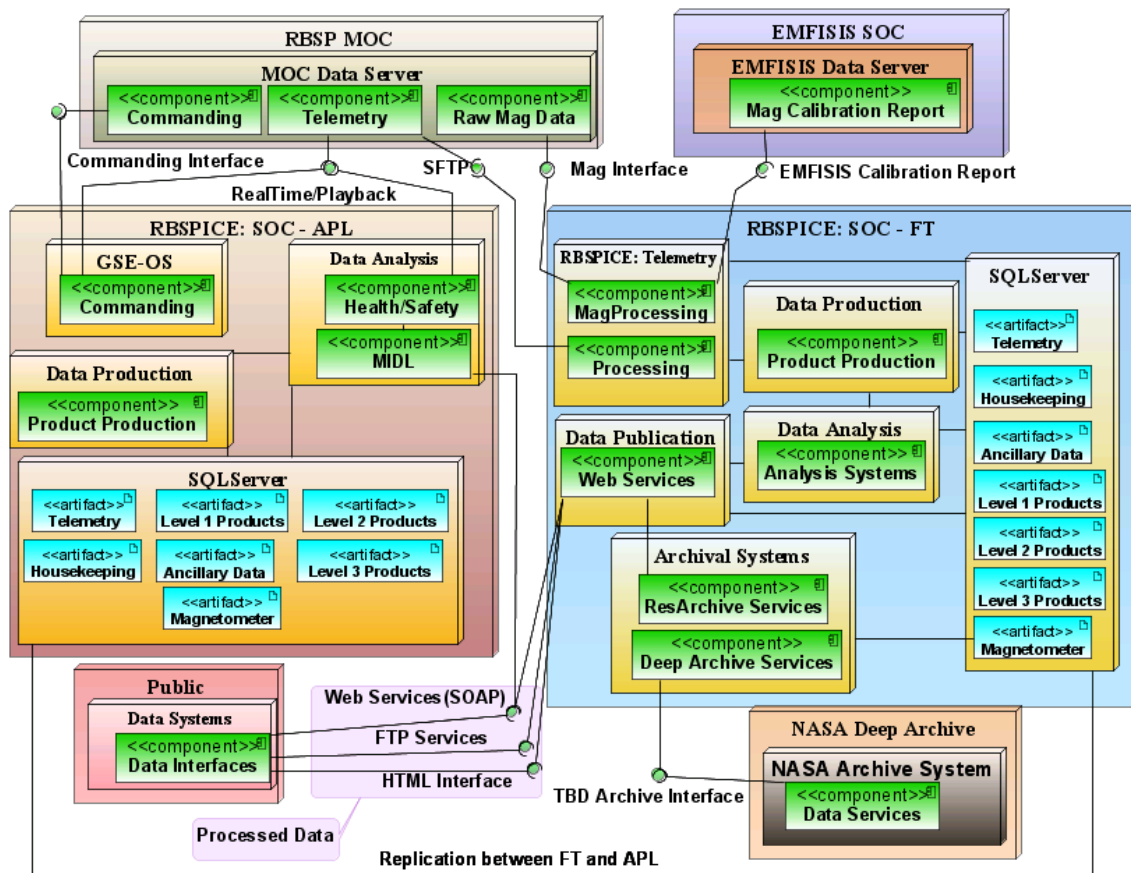 RBSP MOC
MOC Data Server
<<component>>
Commanding
<<component>>
Telemetry
<<component>>
Raw Mag Data
EMFISIS SOC
EMFISIS Data Server
<<component>>
Mag Calibration Report
Commanding Interface
SFTP
Mag Interface
EMFISIS Calibration Report
RealTime/Playback
RBSPICE: SOC - APL
GSE-OS
<<component>>
Commanding
Data Analysis
<<component>>
Health/Safety
<<component>>
MIDL
Data Production
<<component>>
Product Production
SQLServer
<<artifact>>
Telemetry
<<artifact>>
Level 1 Products
<<artifact>>
Level 2 Products
<<artifact>>
Housekeeping
<<artifact>>
Ancillary Data
<<artifact>>
Level 3 Products
<<artifact>>
Magnetometer
RBSPICE: SOC - FT
RBSPICE: Telemetry
<<component>>
MagProcessing
<<component>>
Processing
Data Production
<<component>>
Product Production
Data Publication
<<component>>
Web Services
Data Analysis
<<component>>
Analysis Systems
Archival Systems
<<component>>
ResArchive Services
<<component>>
Deep Archive Services
SQLServer
<<artifact>>
Telemetry
<<artifact>>
Housekeeping
<<artifact>>
Ancillary Data
<<artifact>>
Level 1 Products
<<artifact>>
Level 2 Products
<<artifact>>
Level 3 Products
<<artifact>>
Magnetometer
Public
Data Systems
<<component>>
Data Interfaces
Web Services (SOAP)
FTP Services
HTML Interface
Processed Data
TBD Archive Interface
NASA Deep Archive
NASA Archive System
<<component>>
Data Services
Replication between FT and APL